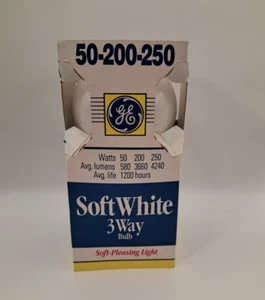 50-200-250
GE
Watts 50 200 250
Avg. lumens 580 3660 4240
Avg. life 1200 hours
Soft White
3 Way
Bulb
Soft-Pleasing Light